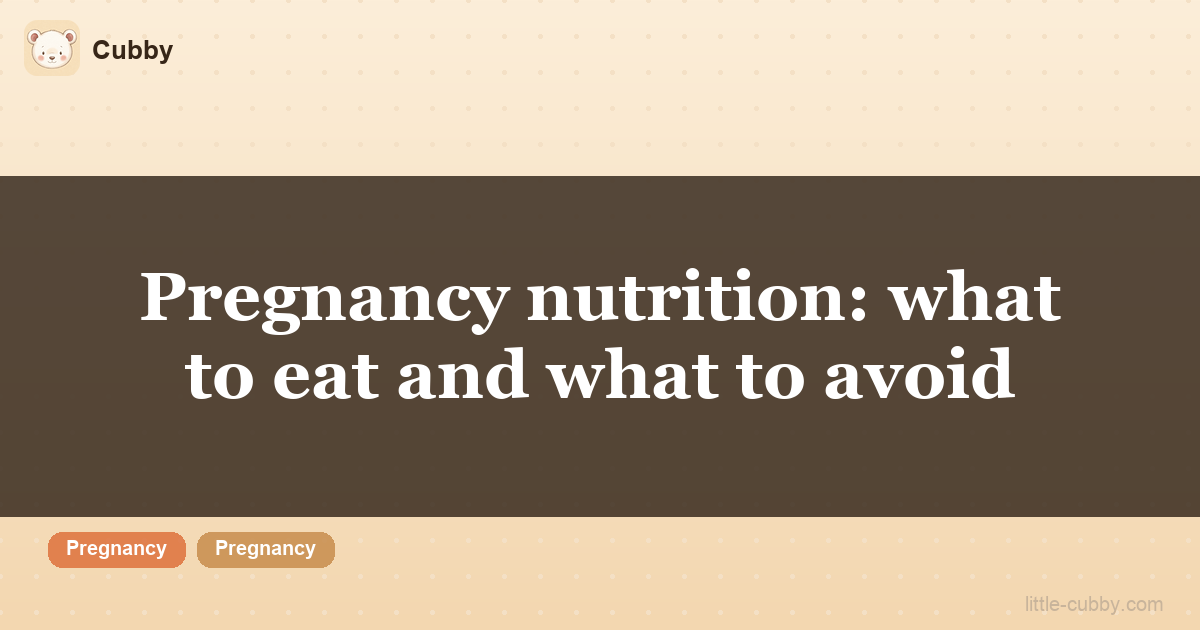 Cubby
Pregnancy nutrition: what
to eat and what to avoid
Pregnancy Pregnancy
little-cubby.com